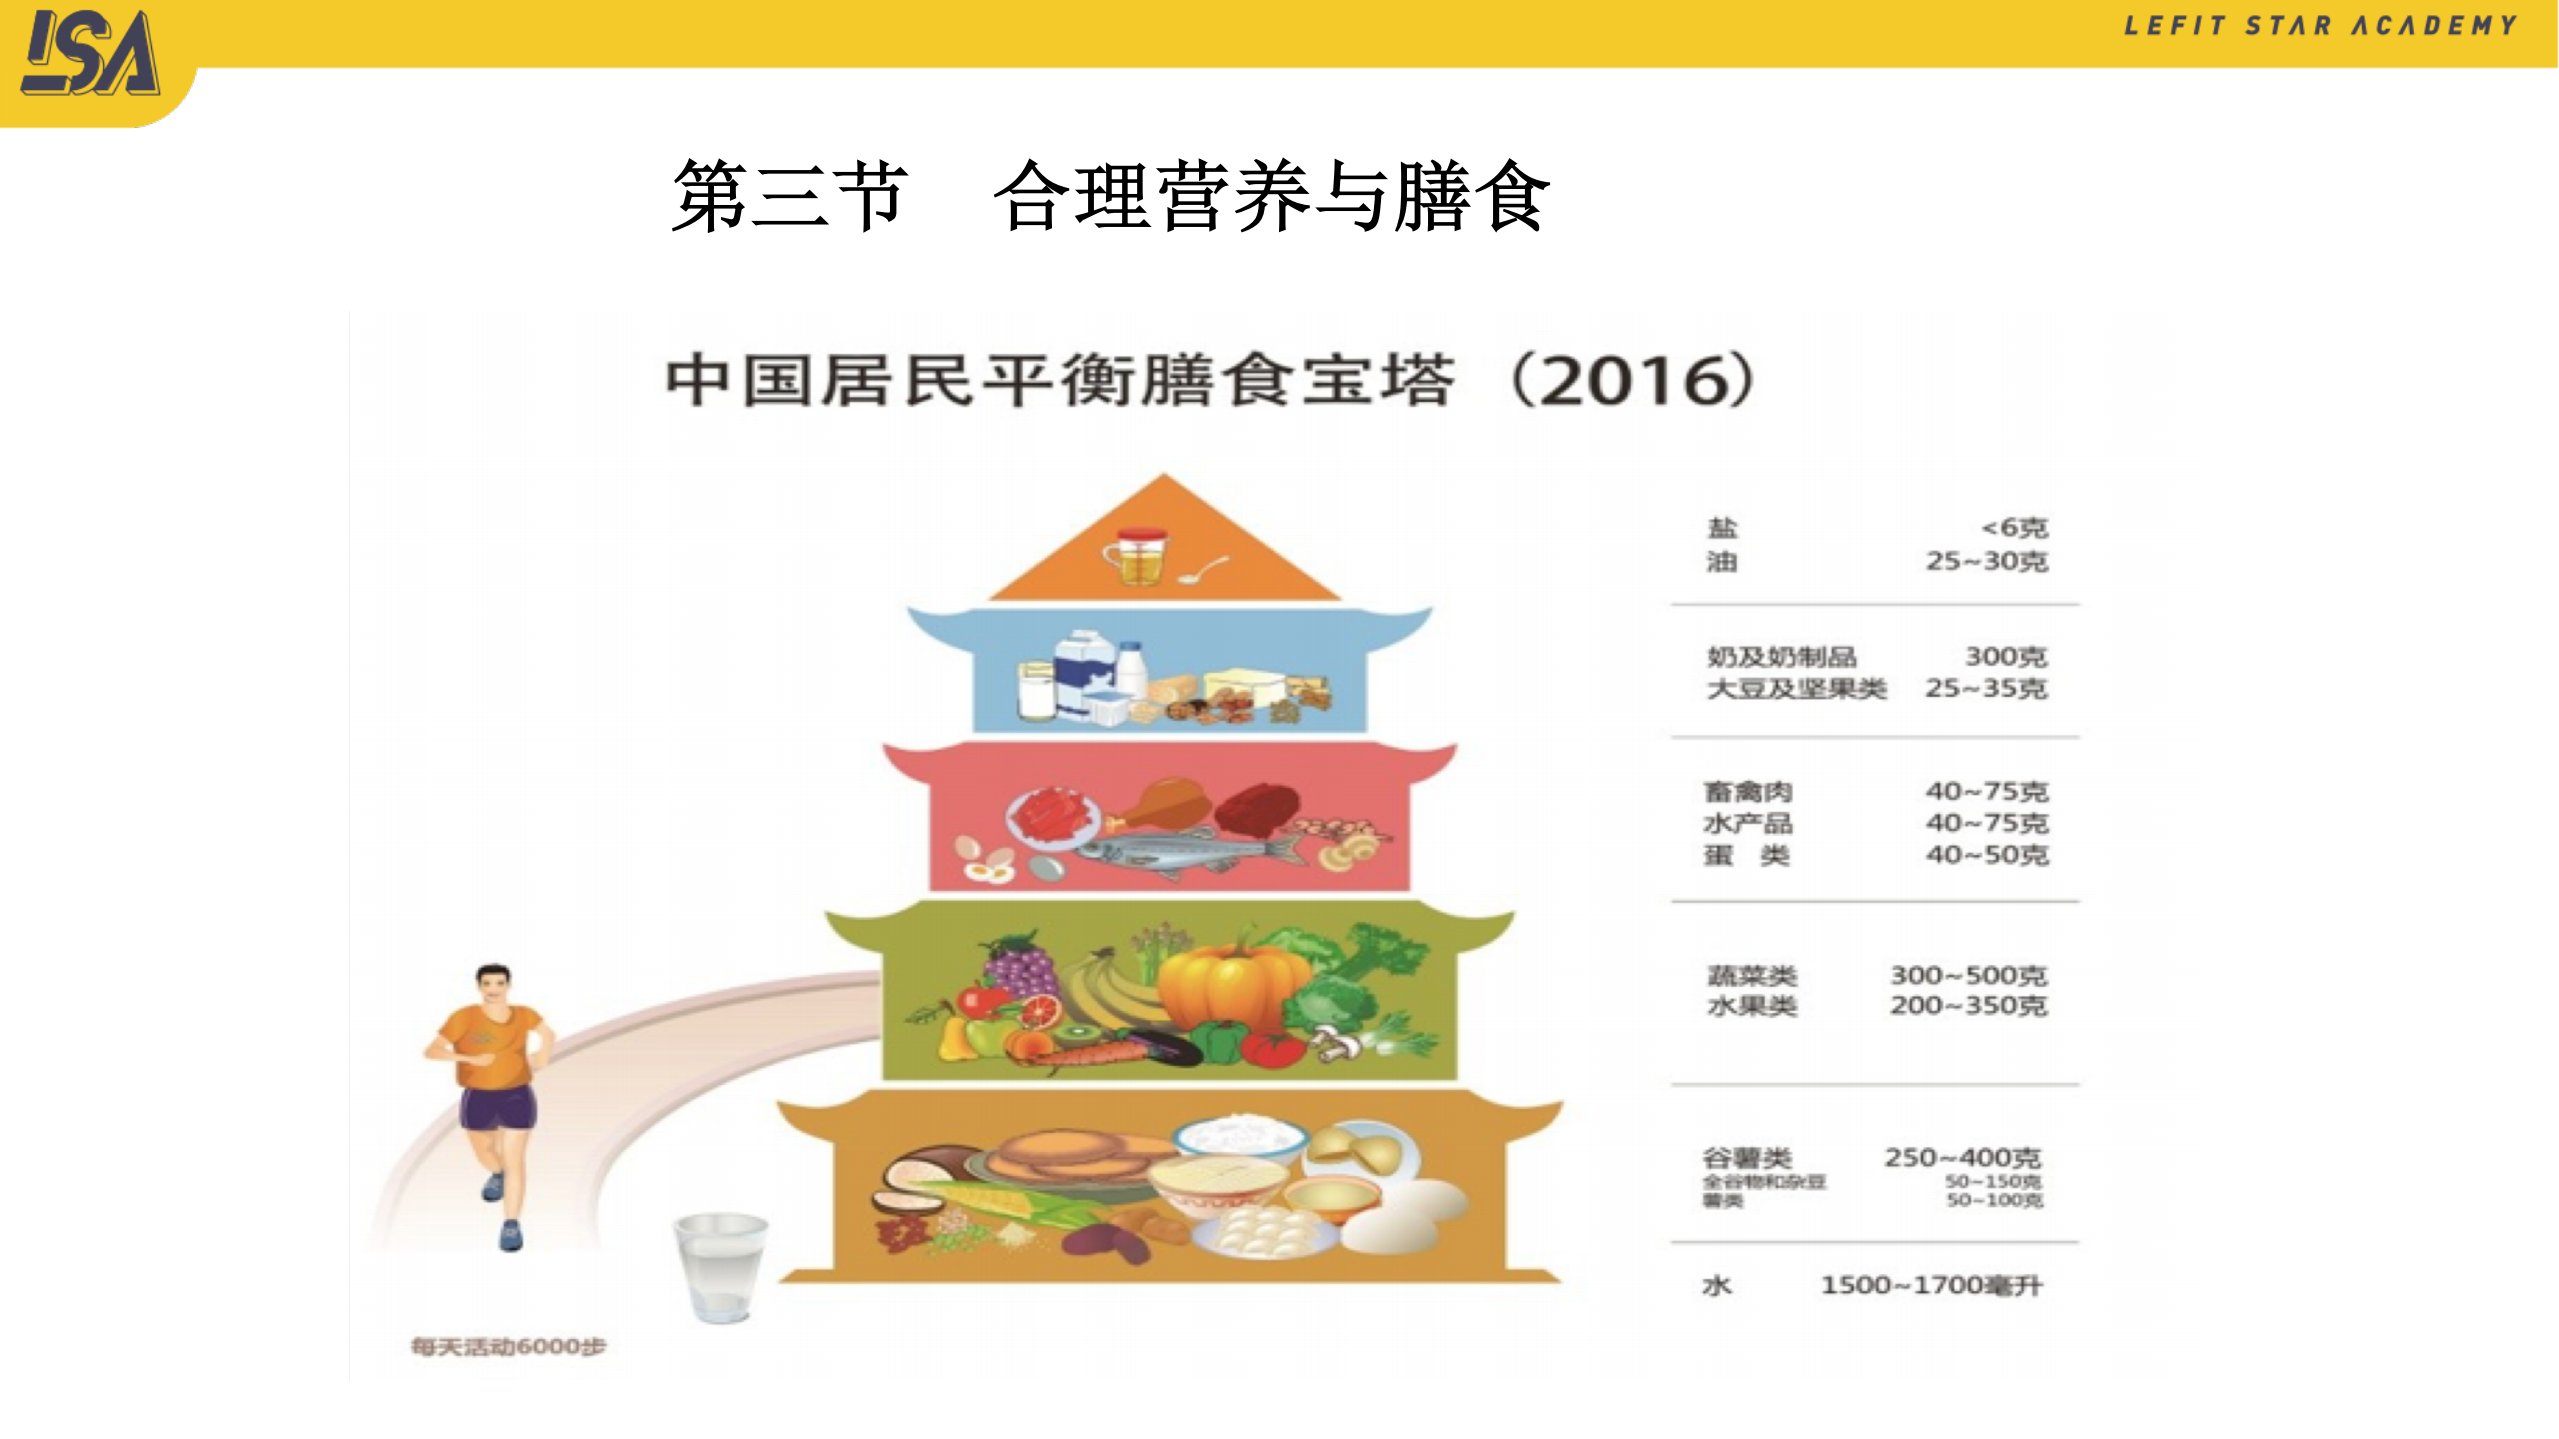 LSA
LEFIT STAR ACADEMY
第三节　合理营养与膳食
中国居民平衡膳食宝塔（2016）
盐 <6克
油 25~30克
奶及奶制品 300克
大豆及坚果类 25~35克
畜禽肉 40~75克
水产品 40~75克
蛋 类 40~50克
蔬菜类 300~500克
水果类 200~350克
谷薯类 250~400克
全谷物和杂豆 50~150克
薯类 50~100克
水 1500~1700毫升
每天活动6000步